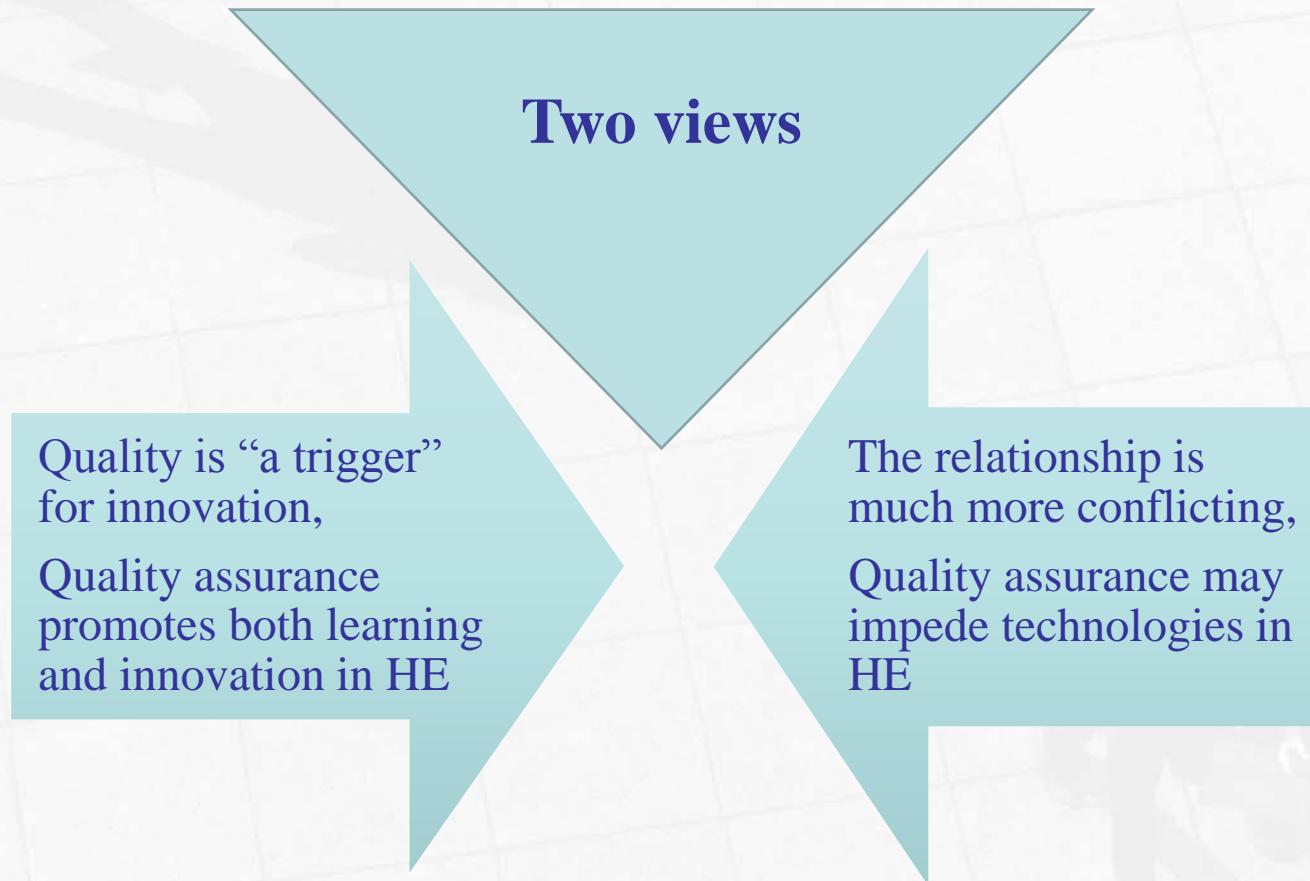 Two views
Quality is “a trigger”
for innovation,
Quality assurance
promotes both learning
and innovation in HE
The relationship is
much more conflicting,
Quality assurance may
impede technologies in
HE